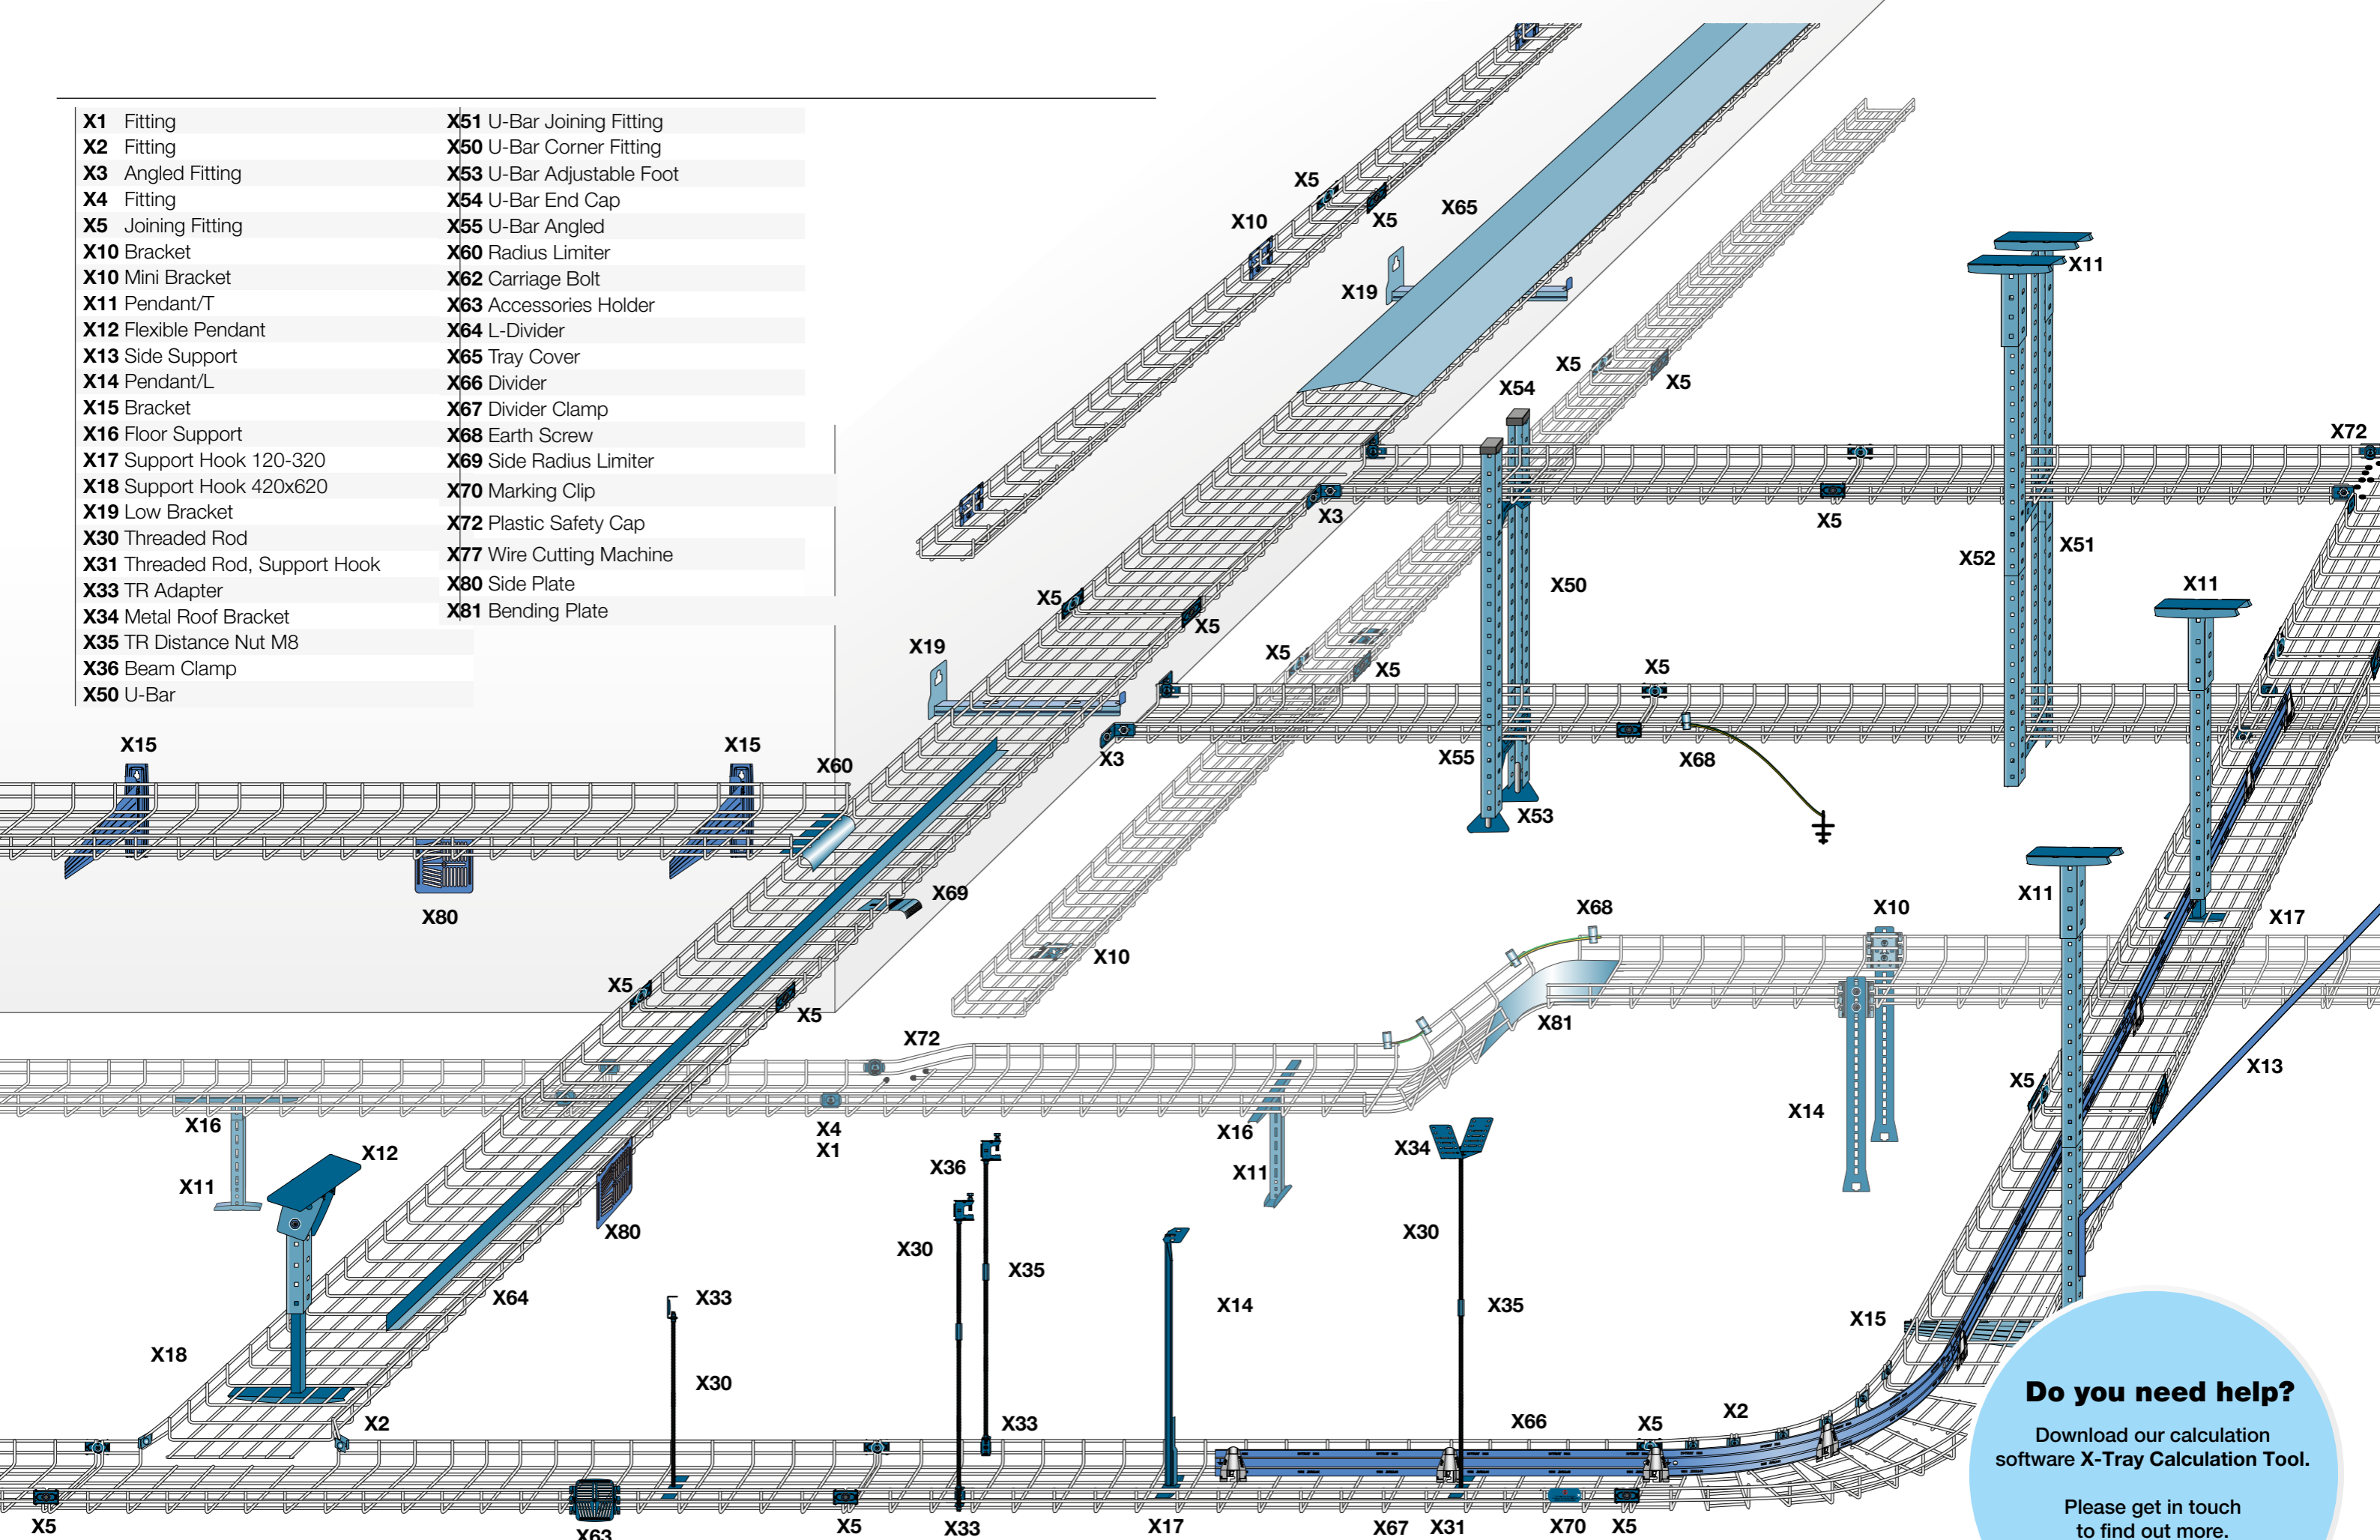 X1 Fitting
X2 Fitting
X3 Angled Fitting
X4 Fitting
X5 Joining Fitting
X10 Bracket
X10 Mini Bracket
X11 Pendant/T
X12 Flexible Pendant
X13 Side Support
X14 Pendant/L
X15 Bracket
X16 Floor Support
X17 Support Hook 120-320
X18 Support Hook 420x620
X19 Low Bracket
X30 Threaded Rod
X31 Threaded Rod, Support Hook
X33 TR Adapter
X34 Metal Roof Bracket
X35 TR Distance Nut M8
X36 Beam Clamp
X50 U-Bar
X51 U-Bar Joining Fitting
X50 U-Bar Corner Fitting
X53 U-Bar Adjustable Foot
X54 U-Bar End Cap
X55 U-Bar Angled
X60 Radius Limiter
X62 Carriage Bolt
X63 Accessories Holder
X64 L-Divider
X65 Tray Cover
X66 Divider
X67 Divider Clamp
X68 Earth Screw
X69 Side Radius Limiter
X70 Marking Clip
X72 Plastic Safety Cap
X77 Wire Cutting Machine
X80 Side Plate
X81 Bending Plate
X5
X5
X10
X65
X19
X11
X5
X5
X54
X72
X3
X5
X52
X51
X50
X11
X5
X5
X19
X5
X5
X5
X15
X15
X60
X3
X55
X68
X53
X80
X69
X11
X17
X68
X10
X10
X5
X5
X81
X72
X13
X5
X14
X16
X4
X1
X16
X34
X12
X11
X36
X11
X80
X30
X30
X35
X64
X33
X14
X35
X15
X18
X30
X2
X33
X66
X5
X2
X5
X63
X5
X33
X17
X67
X31
X70
X5
Do you need help?
Download our calculation
software X-Tray Calculation Tool.
Please get in touch
to find out more.